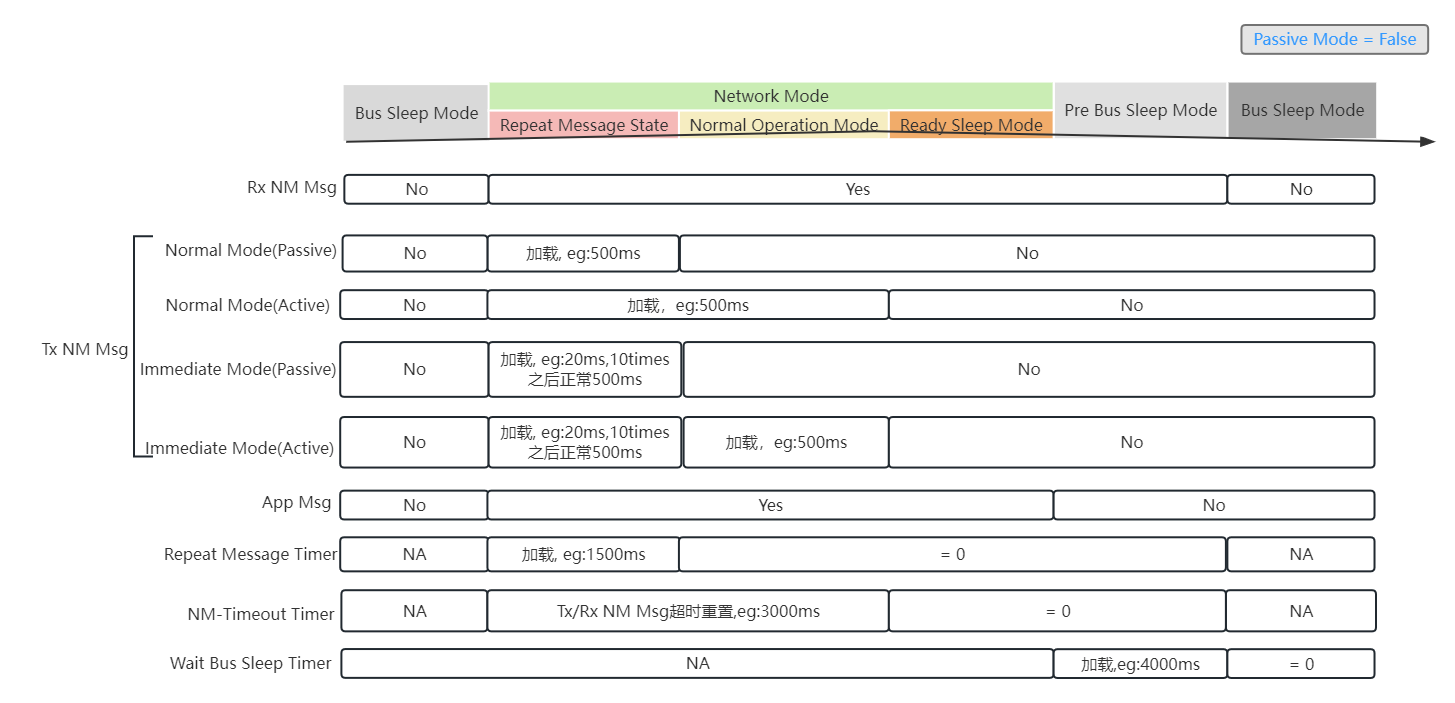 Passive Mode = False
Bus Sleep Mode
Network Mode
Pre Bus Sleep Mode
Bus Sleep Mode
Repeat Message State
Normal Operation Mode
Ready Sleep Mode
Rx NM Msg
No
Yes
No
Tx NM Msg
Normal Mode(Passive)
No
加载, eg:500ms
No
Normal Mode(Active)
No
加载，eg:500ms
No
Immediate Mode(Passive)
No
加载, eg:20ms,10times
之后正常500ms
No
Immediate Mode(Active)
No
加载, eg:20ms,10times
之后正常500ms
加载，eg:500ms
No
App Msg
No
Yes
No
Repeat Message Timer
NA
加载, eg:1500ms
= 0
NA
NM-Timeout Timer
NA
Tx/Rx NM Msg超时重置,eg:3000ms
= 0
NA
Wait Bus Sleep Timer
NA
加载,eg:4000ms
= 0